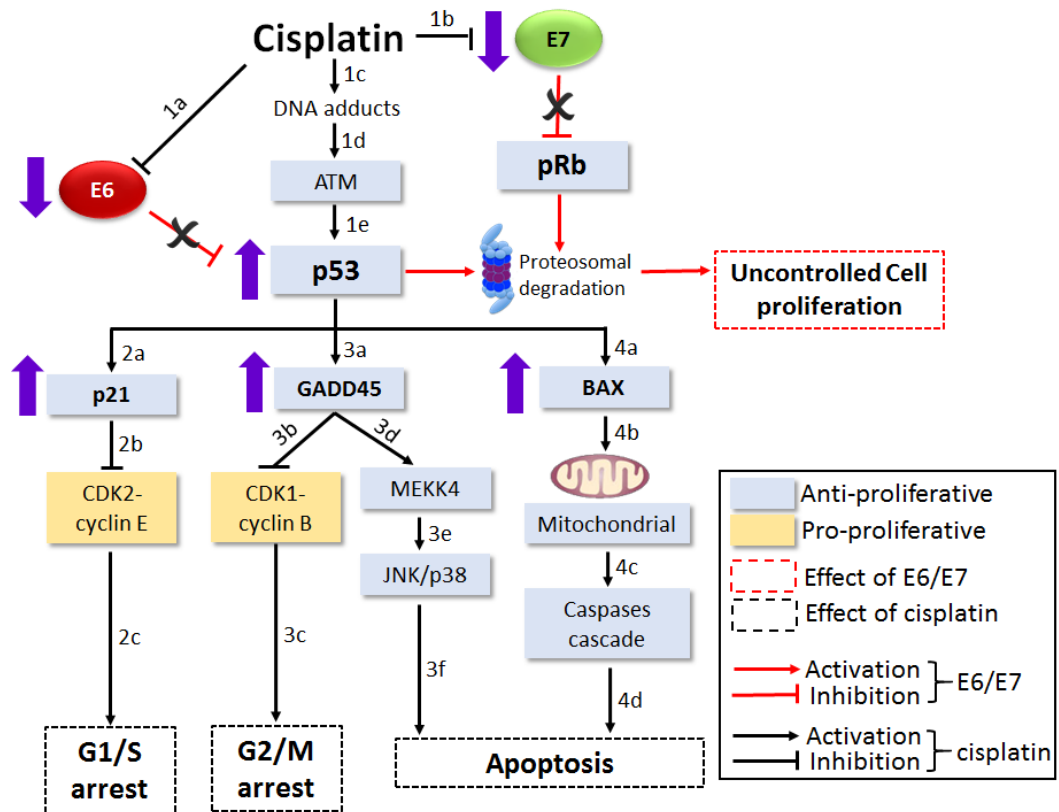 Cisplatin
1b
E7
1a
1c
DNA adducts
1d
ATM
1e
E6
pRb
p53
Proteosomal
degradation
Uncontrolled Cell
proliferation
2a
3a
4a
p21
GADD45
BAX
2b
3b
3d
4b
CDK2-
cyclin E
CDK1-
cyclin B
MEKK4
Mitochondrial
3e
JNK/p38
4c
Caspases
cascade
2c
3c
3f
4d
G1/S
arrest
G2/M
arrest
Apoptosis
Anti-proliferative
Pro-proliferative
Effect of E6/E7
Effect of cisplatin
Activation
Inhibition
E6/E7
Activation
Inhibition
cisplatin